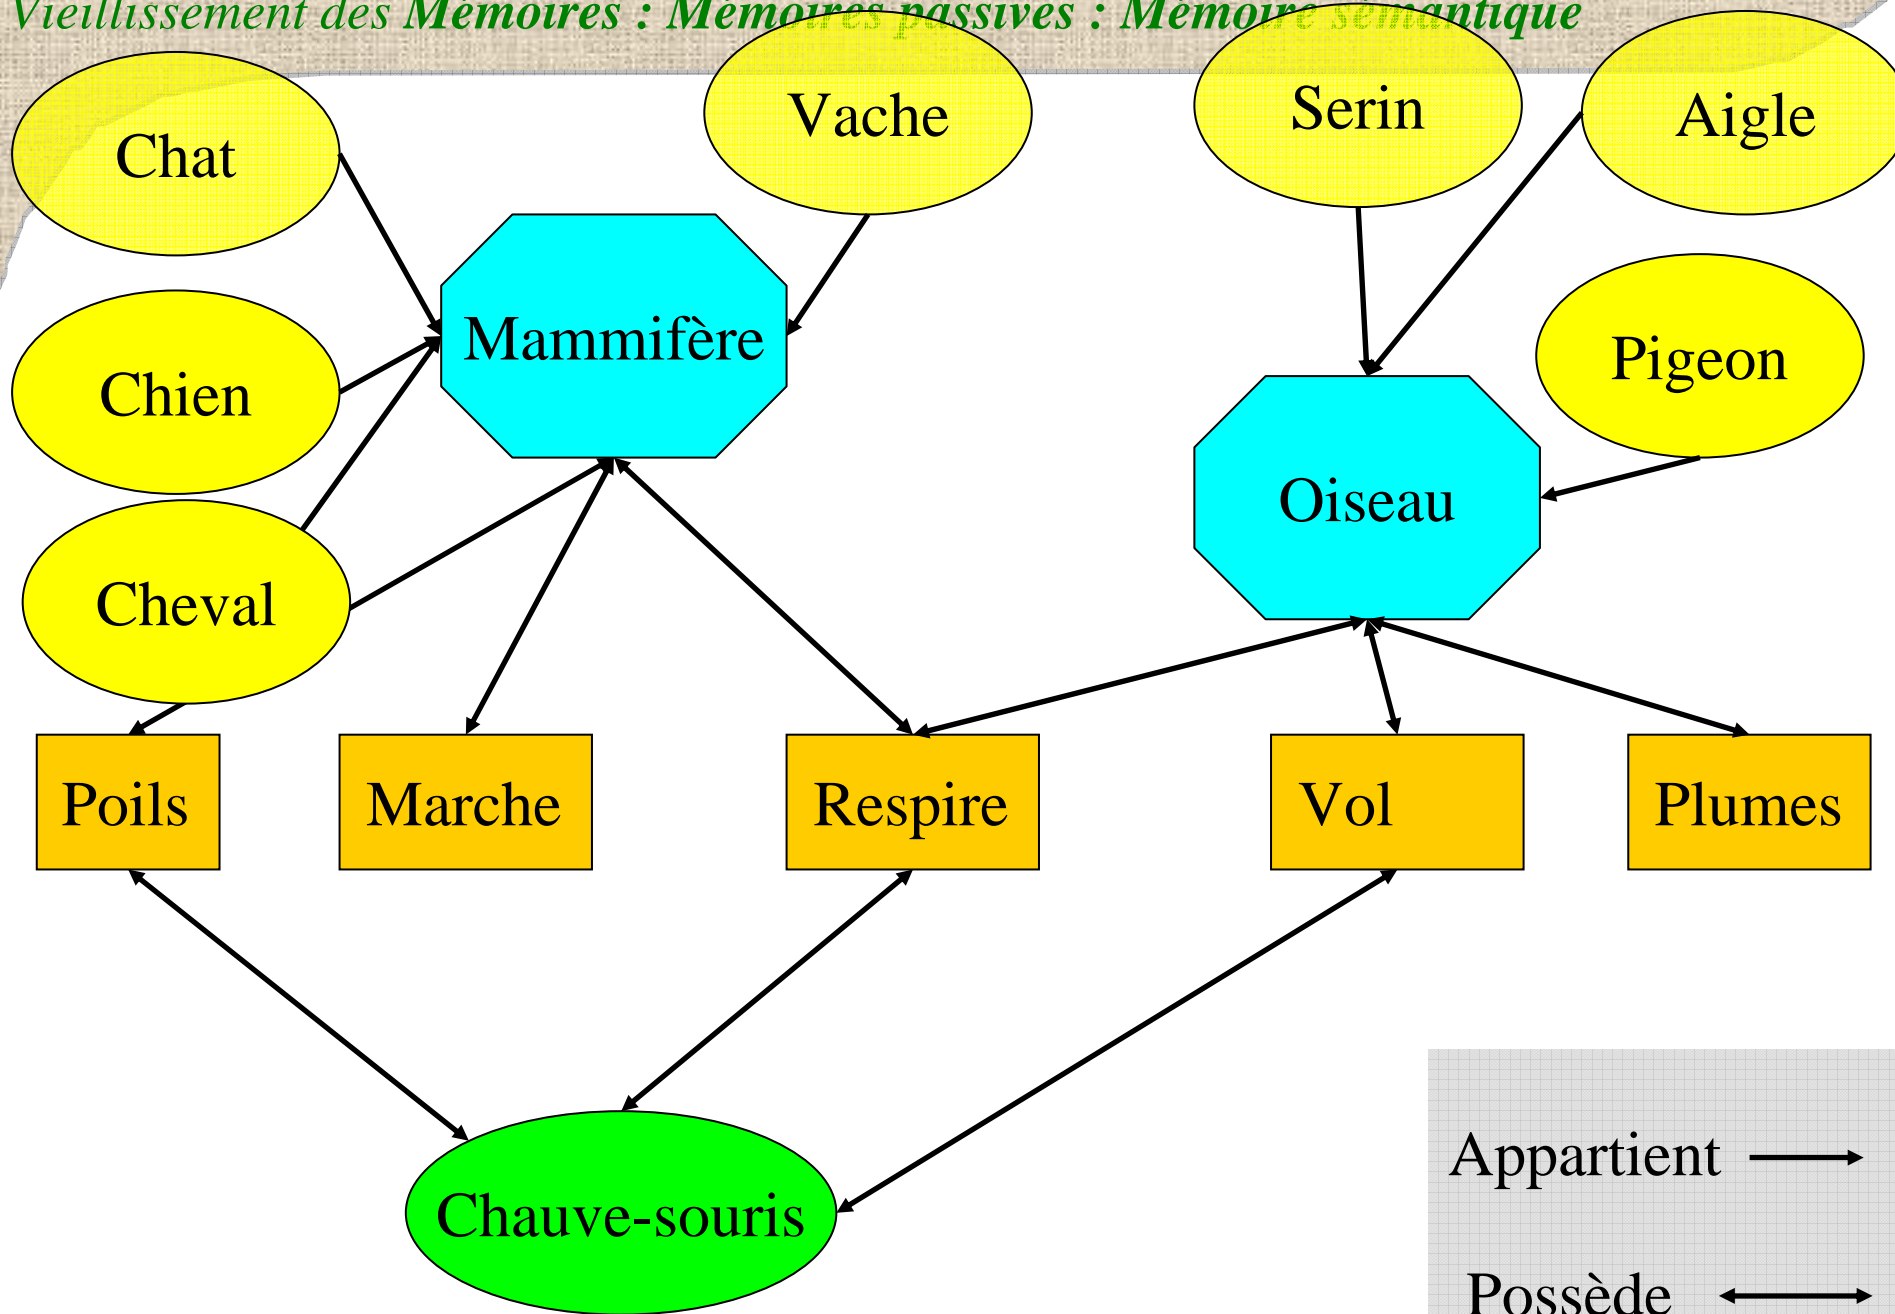 Vieillissement des Mémoires : Mémoires passives : Mémoire sémantique
Chat
Vache
Serin
Aigle
Mammifère
Chien
Pigeon
Oiseau
Cheval
Poils
Marche
Respire
Vol
Plumes
Chauve-souris
Appartient
Possède